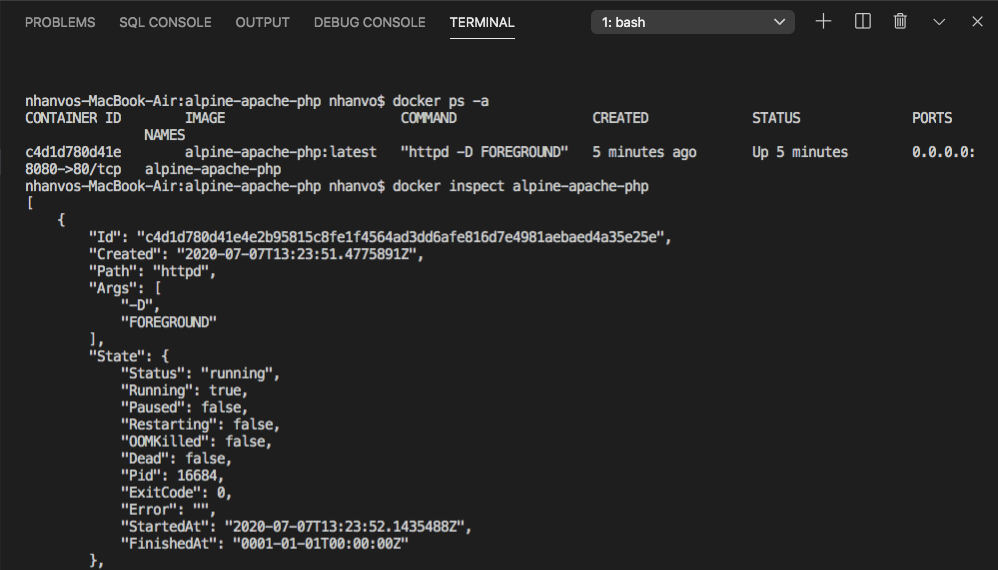 PROBLEMS SQL CONSOLE OUTPUT DEBUG CONSOLE TERMINAL 1: bash
nhanvos-MacBook-Air:alpine-apache-php nhanvo$ docker ps -a
CONTAINER ID        IMAGE                      COMMAND                 CREATED             STATUS              PORTS
               NAMES
c4d1d780d41e        alpine-apache-php:latest   "httpd -D FOREGROUND"   5 minutes ago       Up 5 minutes        0.0.0.0:
8080->80/tcp   alpine-apache-php
nhanvos-MacBook-Air:alpine-apache-php nhanvo$ docker inspect alpine-apache-php
[
    {
        "Id": "c4d1d780d41e4e2b95815c8fe1f4564ad3dd6afe816d7e4981aebaed4a35e25e",
        "Created": "2020-07-07T13:23:51.4775891Z",
        "Path": "httpd",
        "Args": [
            "-D",
            "FOREGROUND"
        ],
        "State": {
            "Status": "running",
            "Running": true,
            "Paused": false,
            "Restarting": false,
            "OOMKilled": false,
            "Dead": false,
            "Pid": 16684,
            "ExitCode": 0,
            "Error": "",
            "StartedAt": "2020-07-07T13:23:52.1435488Z",
            "FinishedAt": "0001-01-01T00:00:00Z"
        },